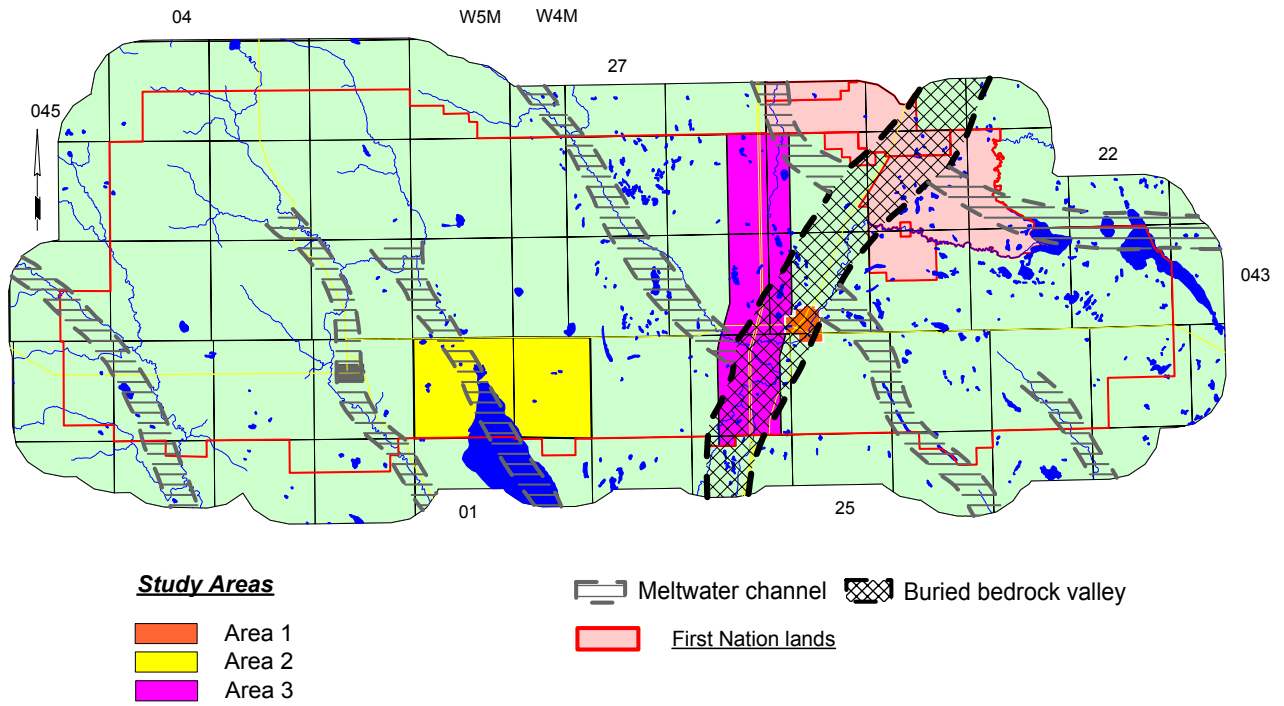 04
W5M W4M
27
045
22
043
01
25
Study Areas
Meltwater channel
Buried bedrock valley
Area 1
First Nation lands
Area 2
Area 3